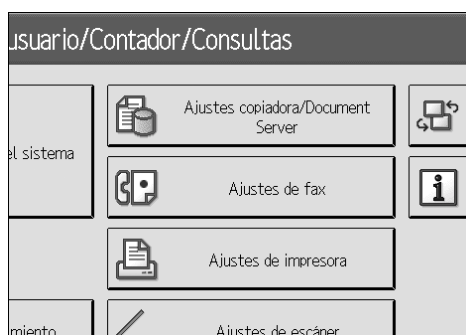 usuario/Contador/Consultas
Ajustes copiadora/Document
Server
el sistema
Ajustes de fax
Ajustes de impresora
miento
Ajustes de escáner